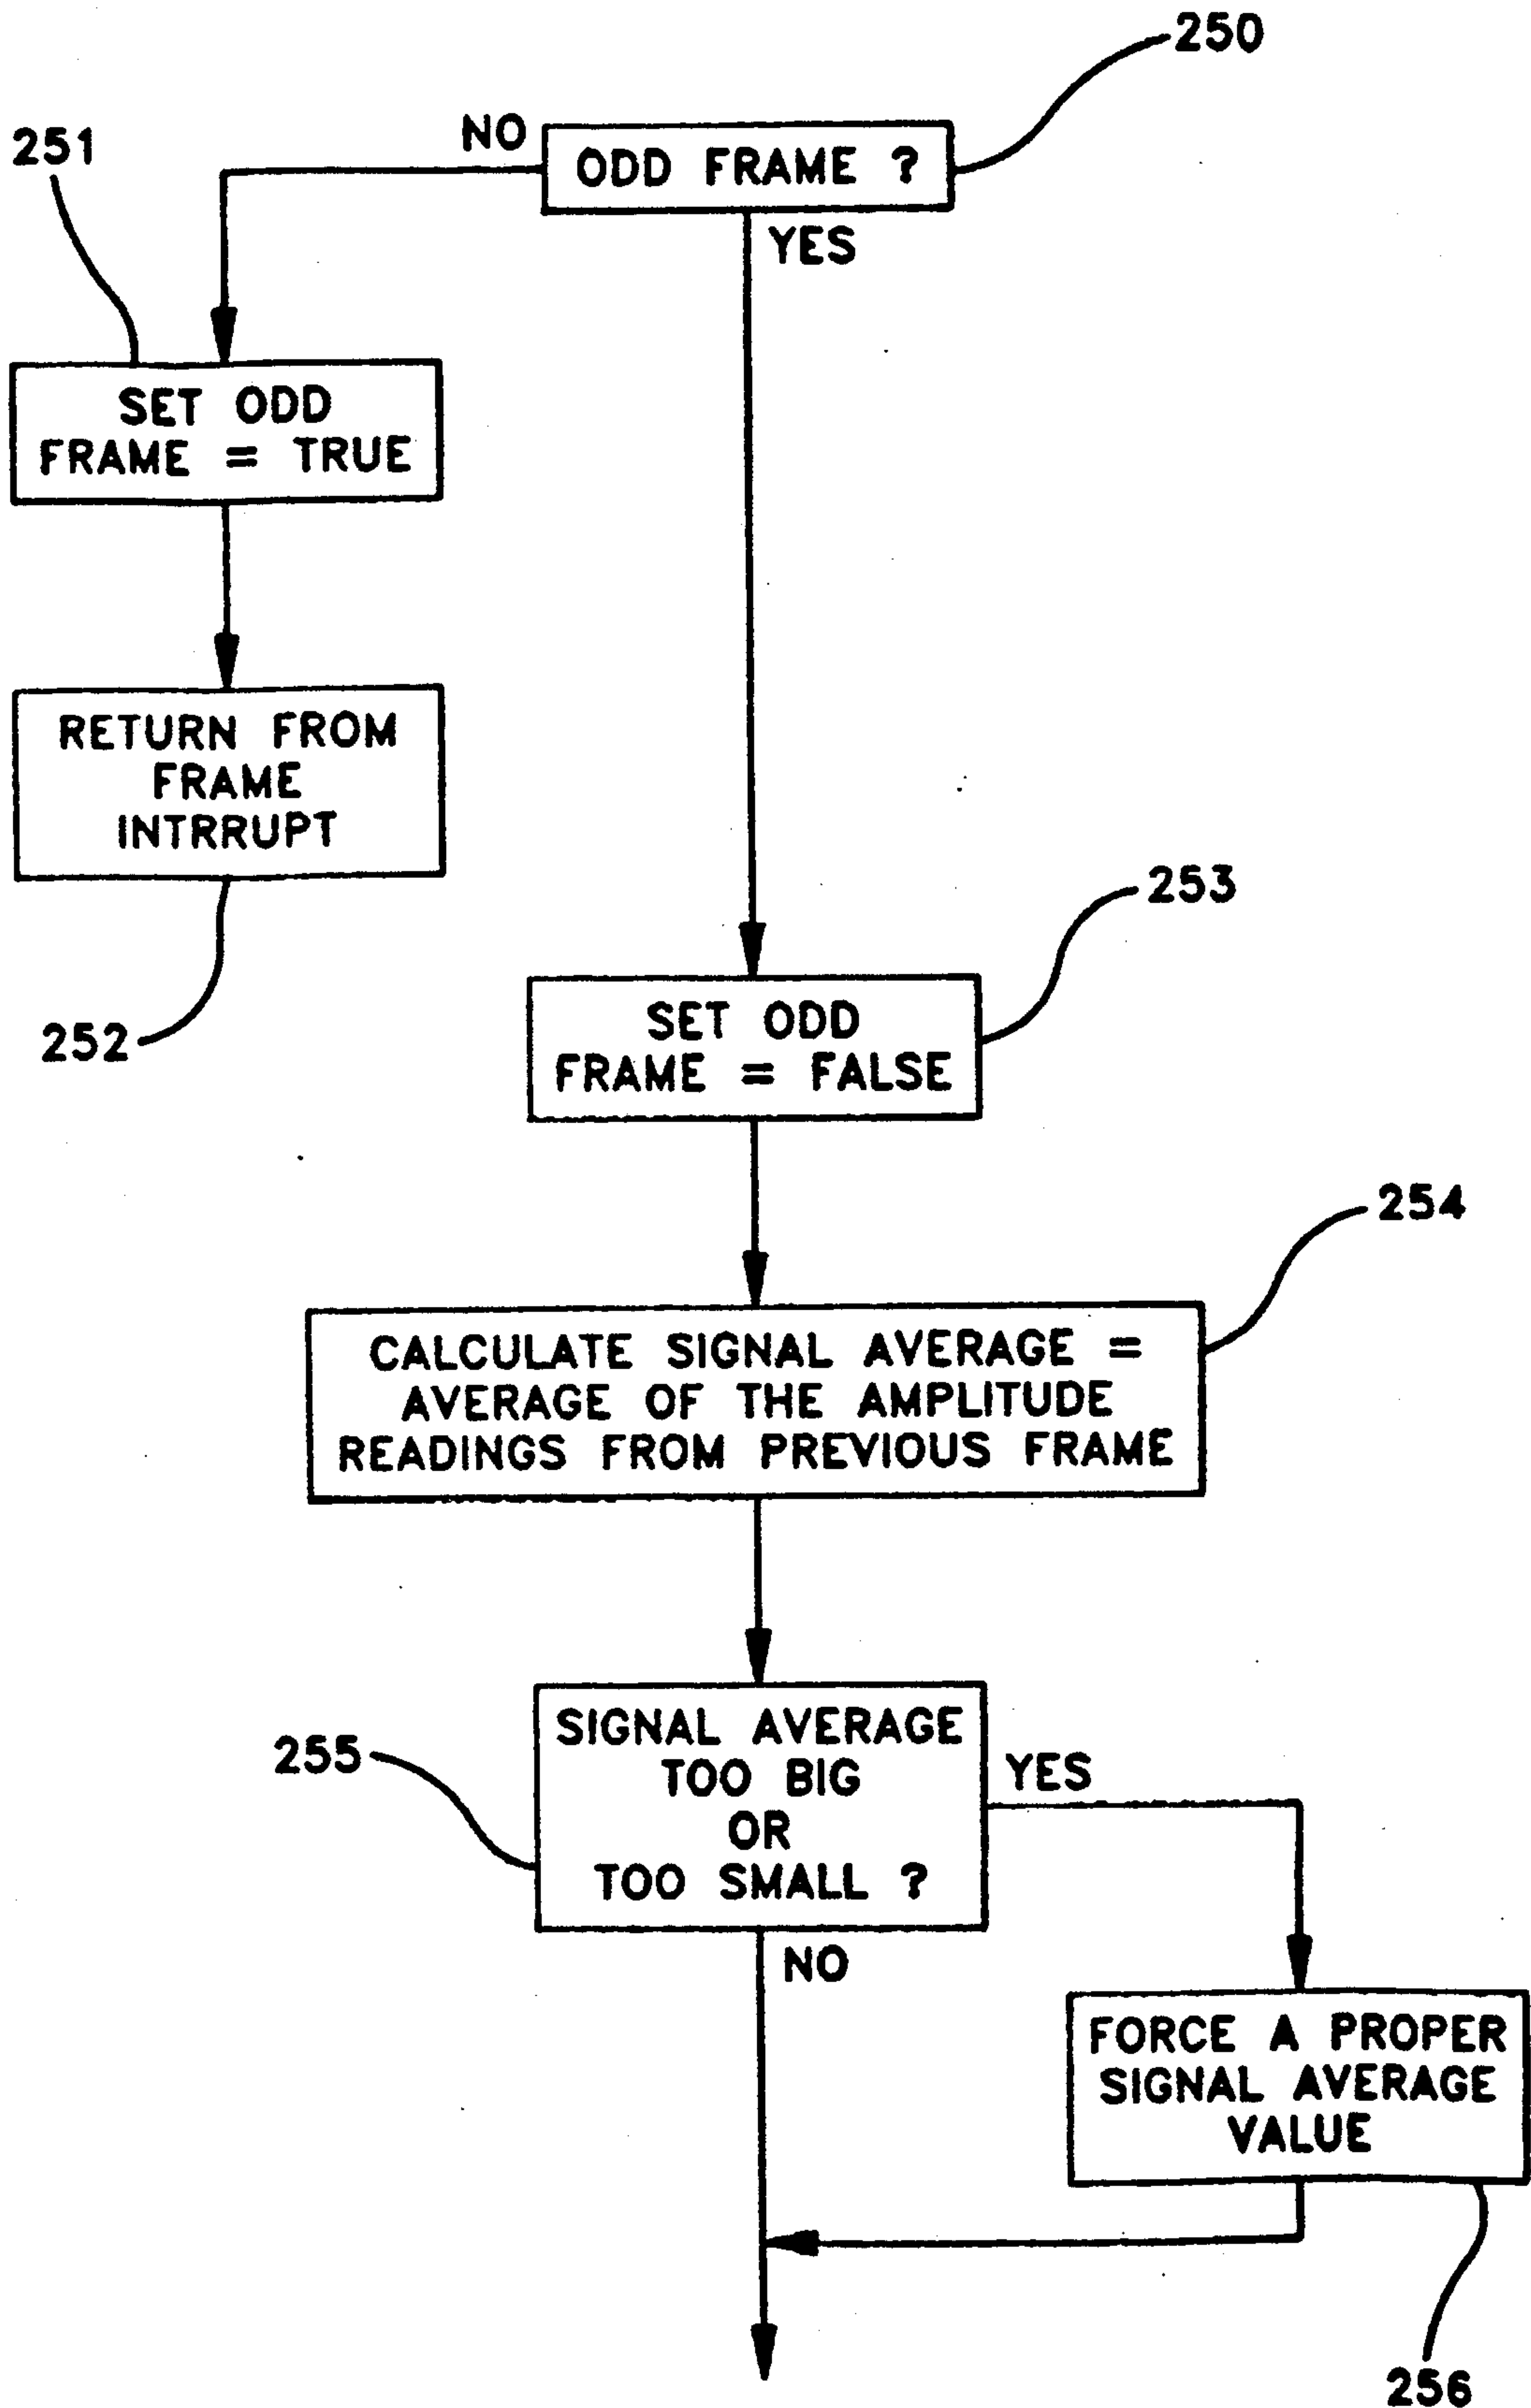 250
NO
ODD FRAME ?
251
YES
SET ODD
FRAME = TRUE
RETURN FROM
FRAME
INTRRUPT
252
253
SET ODD
FRAME = FALSE
254
CALCULATE SIGNAL AVERAGE =
AVERAGE OF THE AMPLITUDE
READINGS FROM PREVIOUS FRAME
255
SIGNAL AVERAGE
TOO BIG
OR
TOO SMALL ?
YES
NO
FORCE A PROPER
SIGNAL AVERAGE
VALUE
256